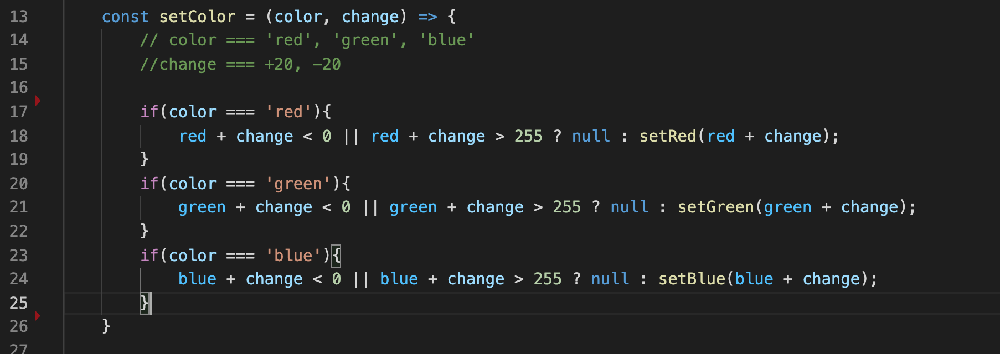 13 const setColor = (color, change) => {
14 // color === 'red', 'green', 'blue'
15 //change === +20, -20
16
17 if(color === 'red'){
18 red + change < 0 || red + change > 255 ? null : setRed(red + change);
19 }
20 if(color === 'green'){
21 green + change < 0 || green + change > 255 ? null : setGreen(green + change);
22 }
23 if(color === 'blue'){
24 blue + change < 0 || blue + change > 255 ? null : setBlue(blue + change);
25 }
26 }
27